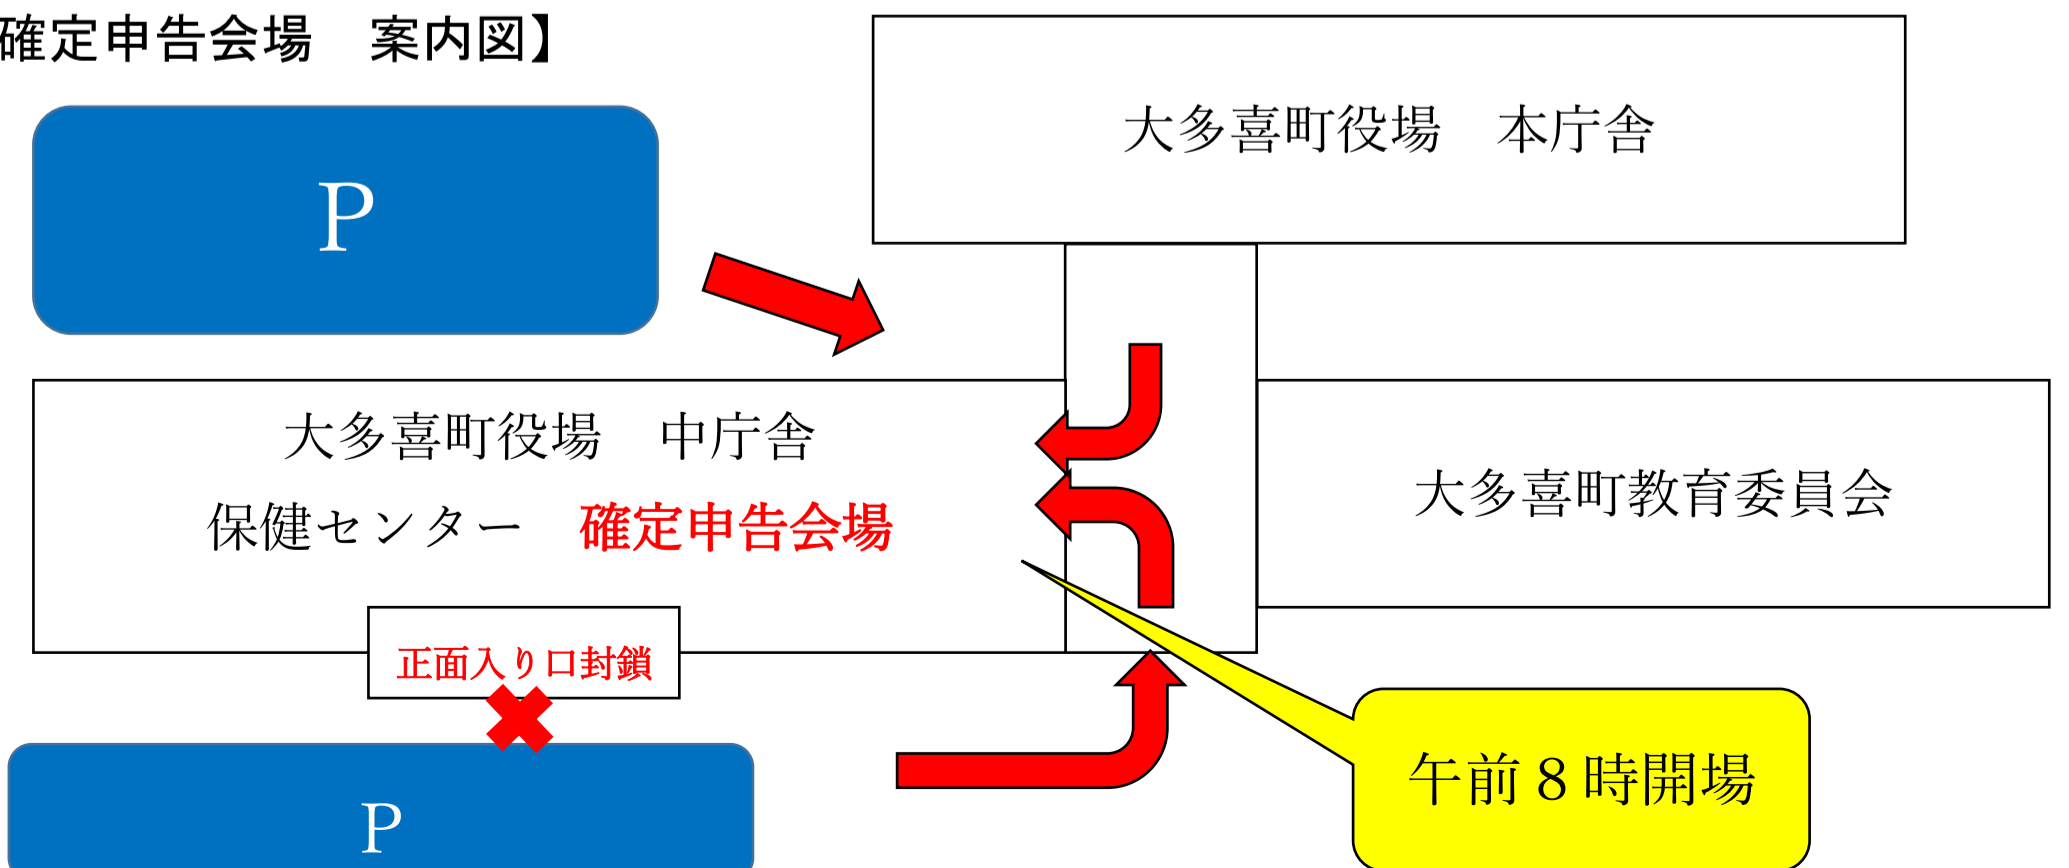 確定申告会場　案内図】
大多喜町役場　本庁舎
P
大多喜町役場　中庁舎
保健センター　確定申告会場
大多喜町教育委員会
正面入り口封鎖
午前８時開場
P